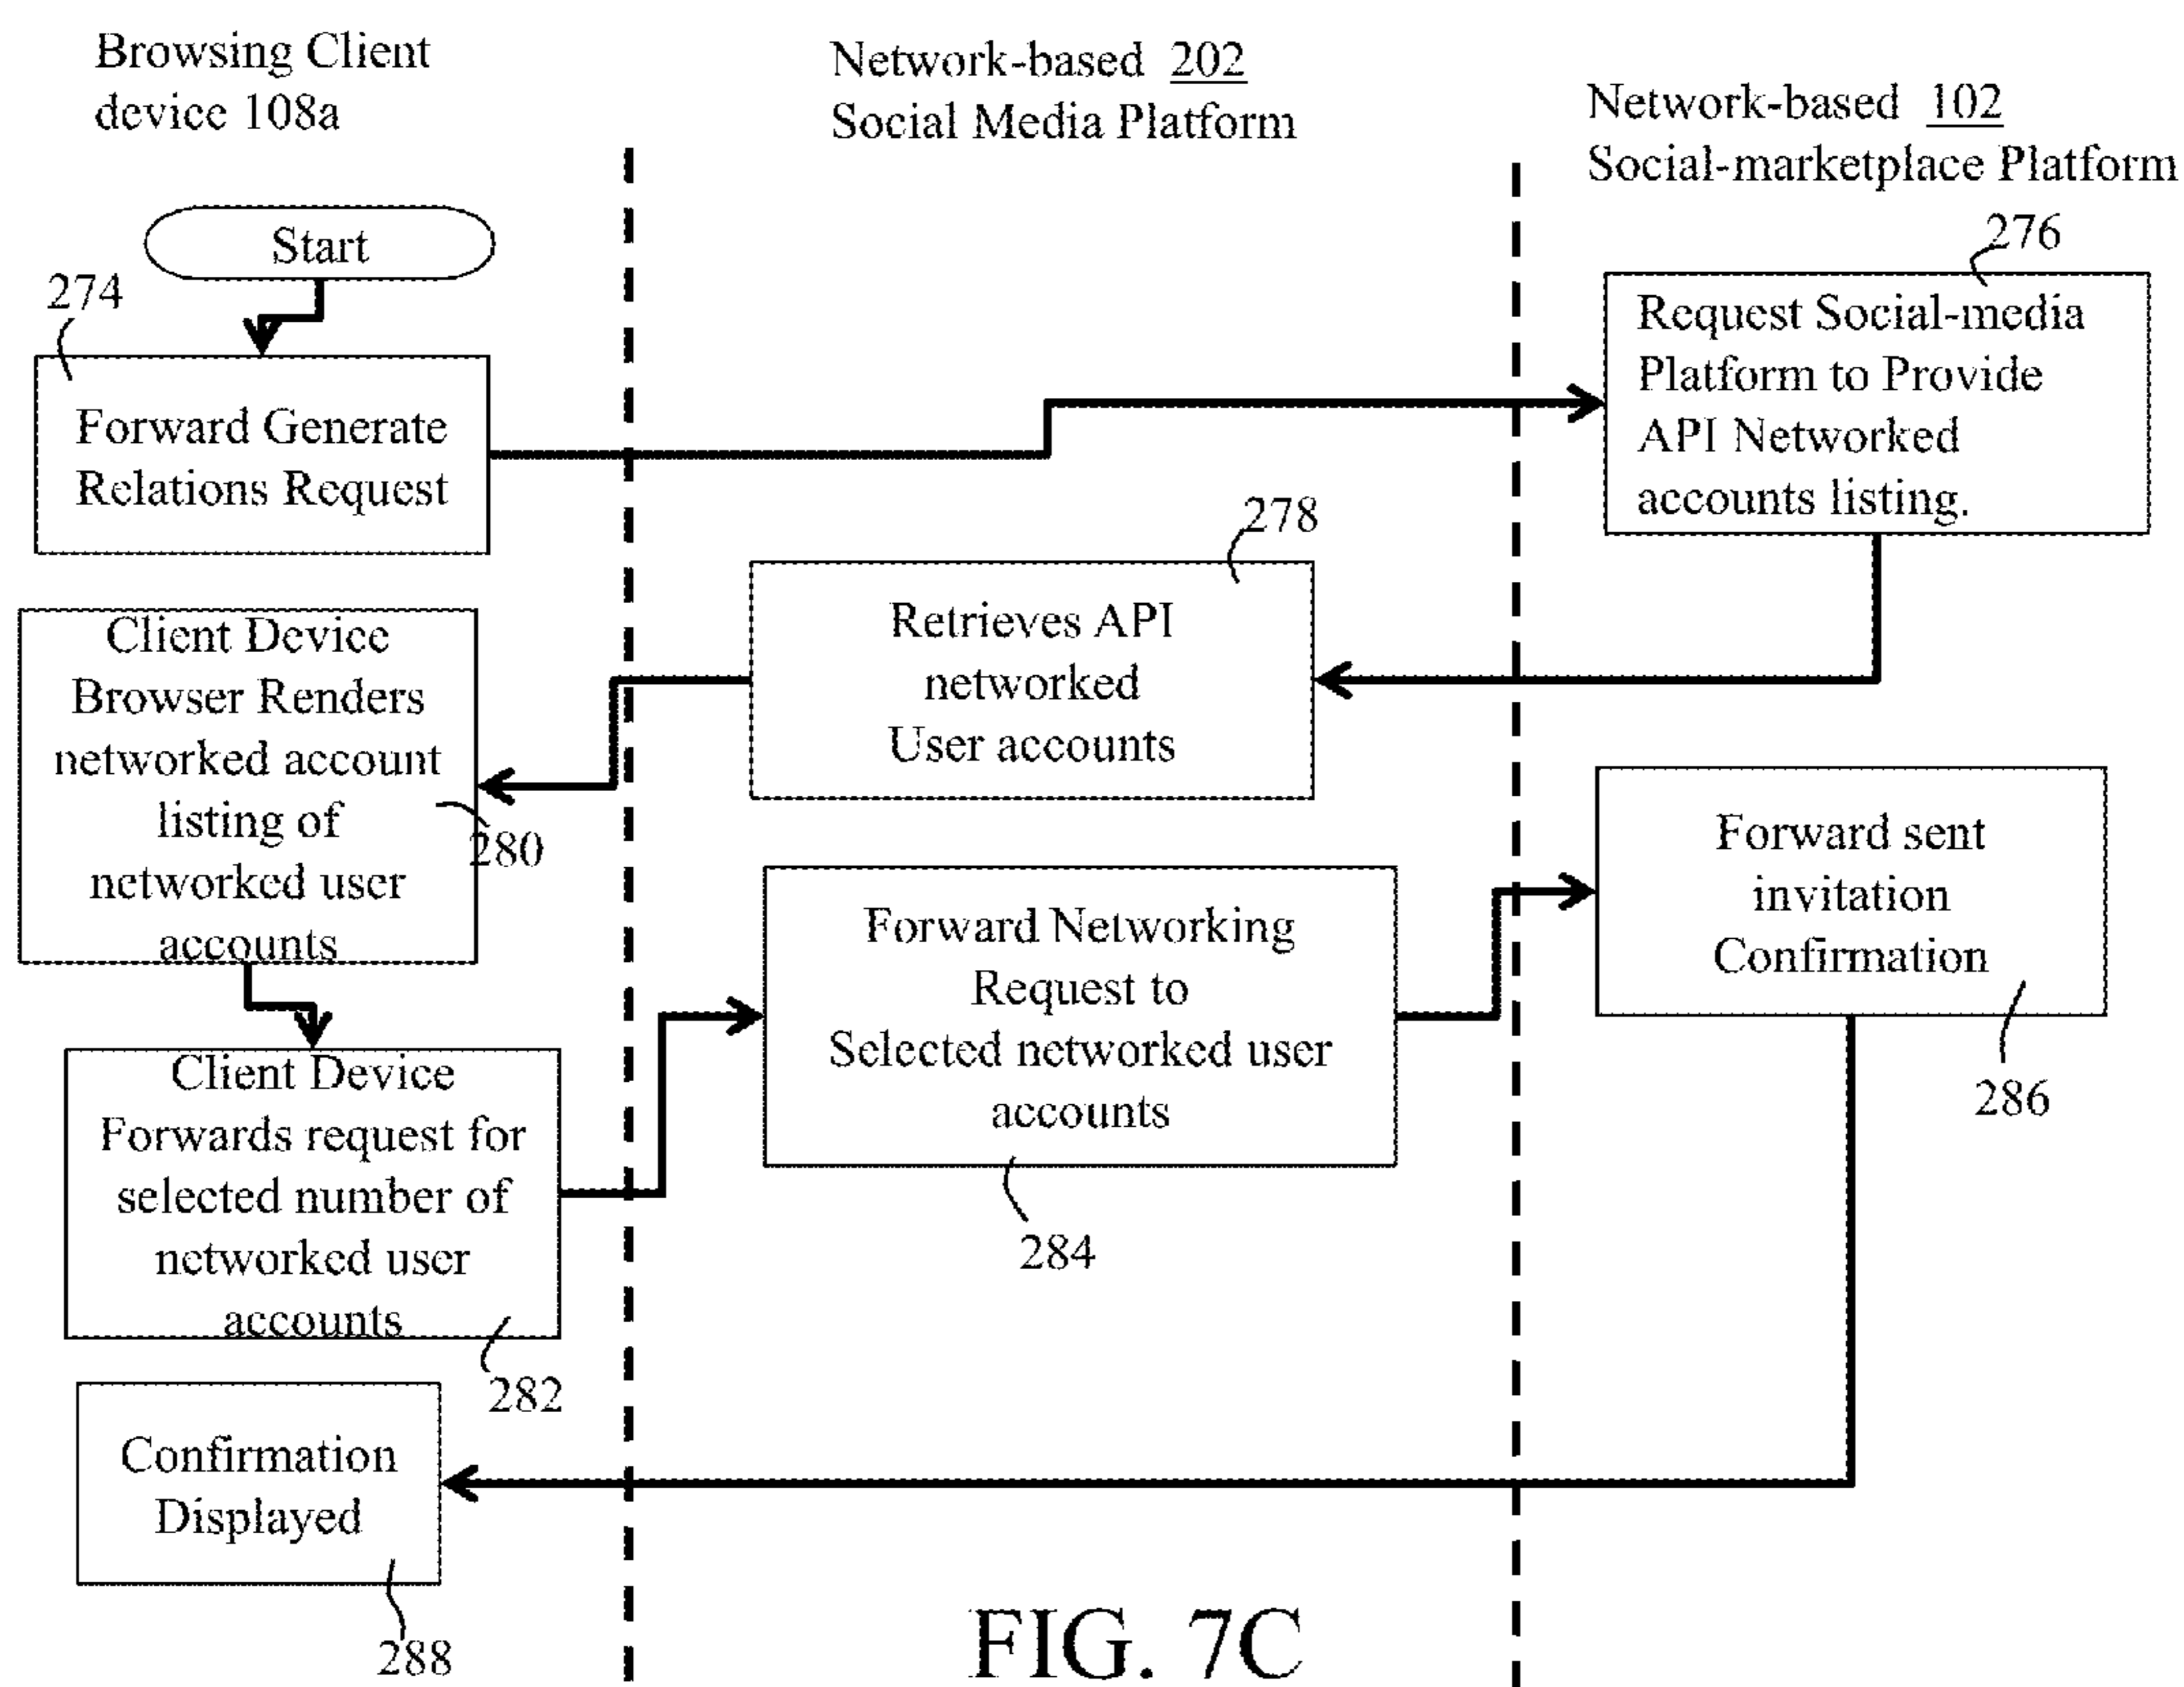 Browsing Client
device 108a
Network-based 202
Social Media Platform
Network-based 102
Social-marketplace Platform
Start
274
Forward Generate
Relations Request
276
Request Social-media
Platform to Provide
API Networked
accounts listing.
278
Retrieves API
networked
User accounts
Client Device
Browser Renders
networked account
listing of
networked user
accounts
280
Client Device
Forwards request for
selected number of
networked user
accounts
282
Forward Networking
Request to
Selected networked user
accounts
284
Forward sent
invitation
Confirmation
286
Confirmation
Displayed
288
FIG. 7C